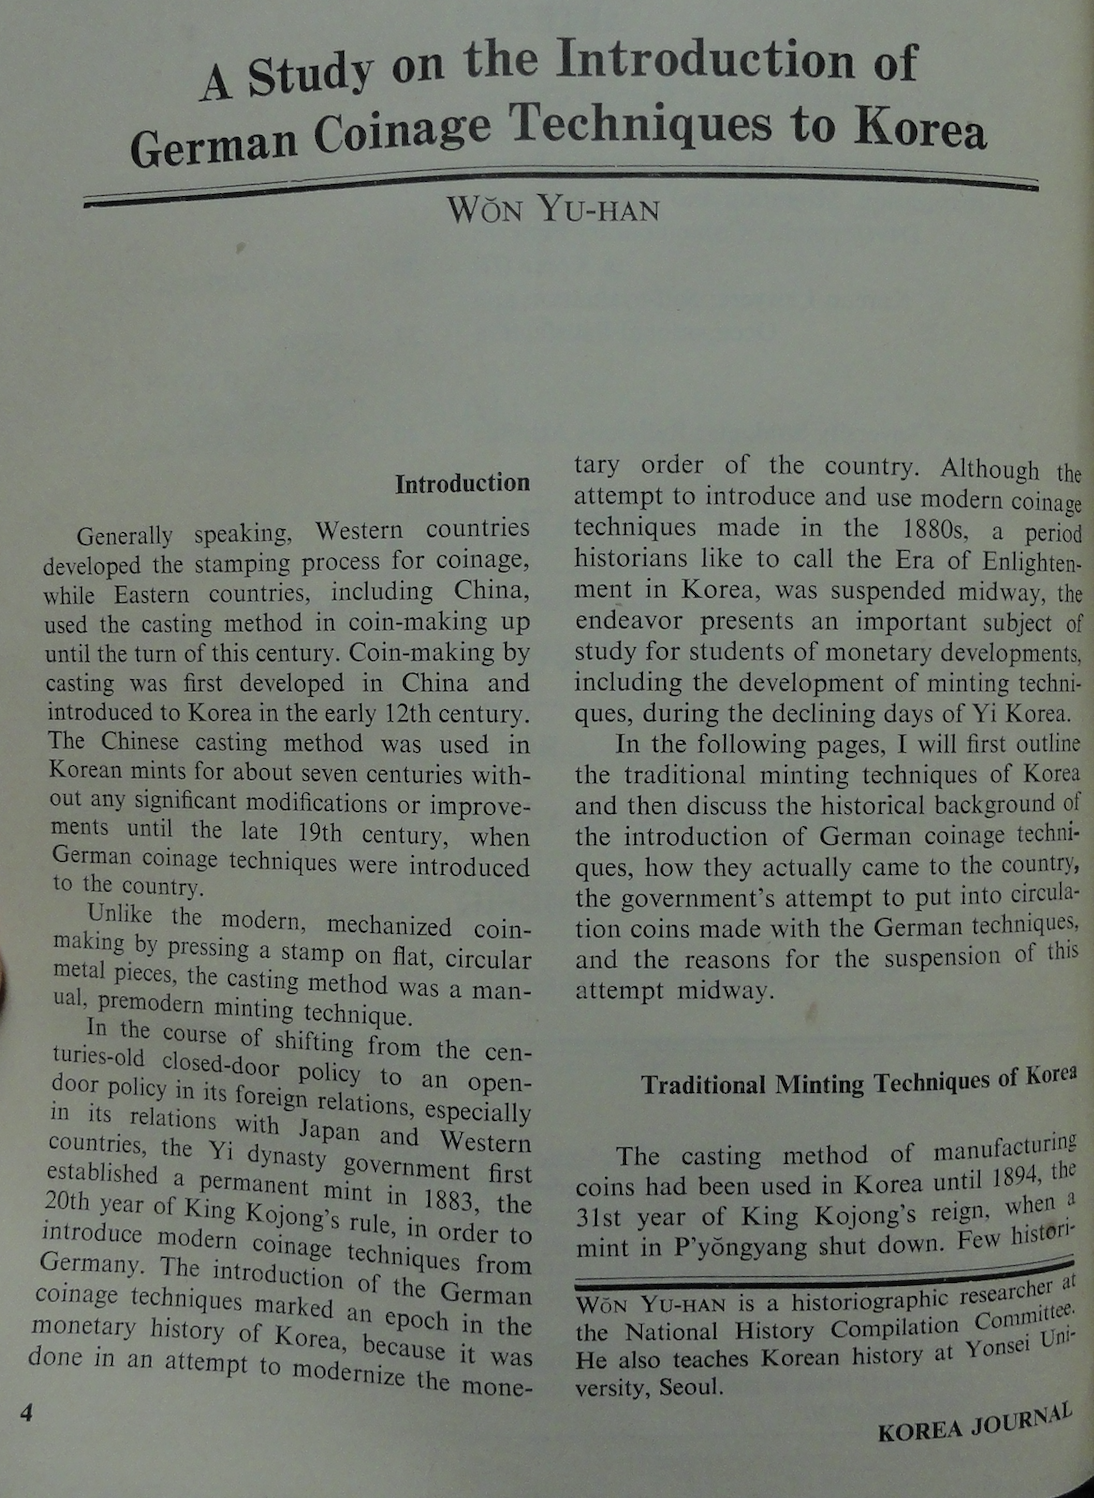 A Study on the Introduction of
German Coinage Techniques to Korea
WŎN YU-HAN
Introduction
Generally speaking, Western countries
developed the stamping process for coinage,
while Eastern countries, including China,
used the casting method in coin-making up
until the turn of this century. Coin-making by
casting was first developed in China and
introduced to Korea in the early 12th century.
The Chinese casting method was used in
Korean mints for about seven centuries with-
out any significant modifications or improve-
ments until the late 19th century, when
German coinage techniques were introduced
to the country.
Unlike the modern, mechanized coin-
making by pressing a stamp on flat, circular
metal pieces, the casting method was a man-
ual, premodern minting technique.
In the course of shifting from the cen-
turies-old closed-door policy to an open-
door policy in its foreign relations, especially
in its relations with Japan and Western
countries, the Yi dynasty government first
established a permanent mint in 1883, the
20th year of King Kojong's rule, in order to
introduce modern coinage techniques from
Germany. The introduction of the German
coinage techniques marked an epoch in the
monetary history of Korea, because it was
done in an attempt to modernize the mone-
tary order of the country. Although the
attempt to introduce and use modern coinage
techniques made in the 1880s, a period
historians like to call the Era of Enlighten-
ment in Korea, was suspended midway, the
endeavor presents an important subject of
study for students of monetary developments,
including the development of minting techni-
ques, during the declining days of Yi Korea.
In the following pages, I will first outline
the traditional minting techniques of Korea
and then discuss the historical background of
the introduction of German coinage techni-
ques, how they actually came to the country,
the government's attempt to put into circula-
tion coins made with the German techniques,
and the reasons for the suspension of this
attempt midway.
Traditional Minting Techniques of Korea
The casting method of manufacturing
coins had been used in Korea until 1894, the
31st year of King Kojong's reign, when a
mint in P'yŏngyang shut down. Few histori-
WŎN YU-HAN is a historiographic researcher at
the National History Compilation Committee.
He also teaches Korean history at Yonsei Uni-
versity, Seoul.
4
KOREA JOURNAL